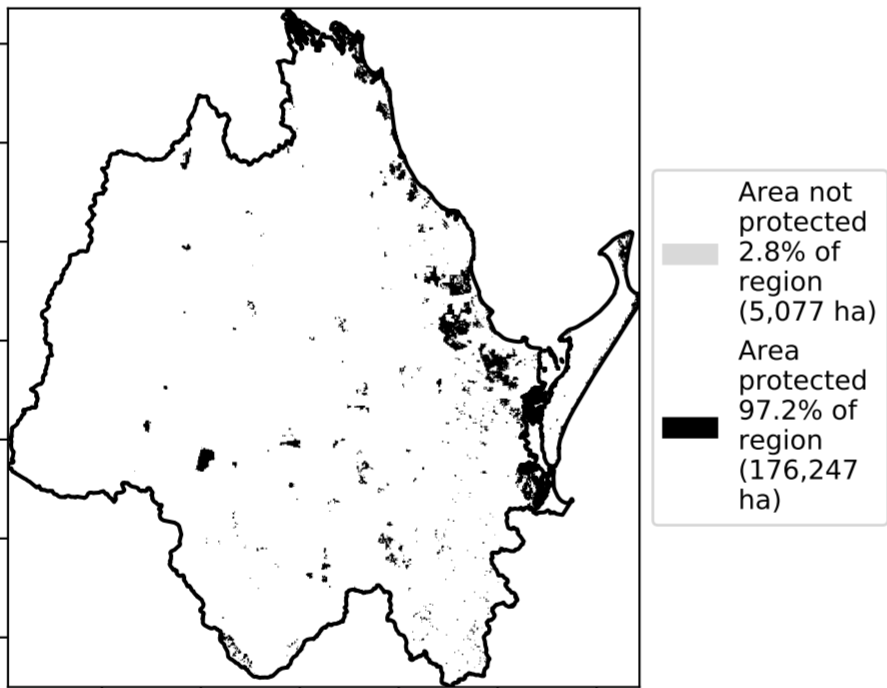 Area not
protected
2.8% of
region
(5,077 ha)
Area
protected
97.2% of
region
(176,247
ha)